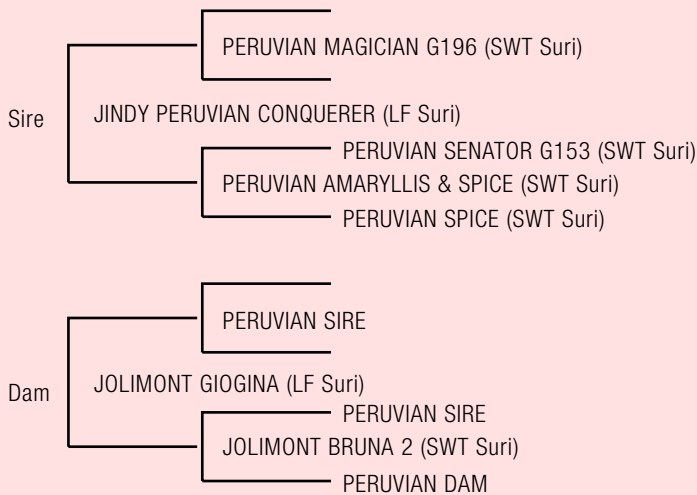 PERUVIAN MAGICIAN G196 (SWT Suri)
Sire
JINDY PERUVIAN CONQUERER (LF Suri)
PERUVIAN SENATOR G153 (SWT Suri)
PERUVIAN AMARYLLIS & SPICE (SWT Suri)
PERUVIAN SPICE (SWT Suri)
PERUVIAN SIRE
Dam
JOLIMONT GIOGINA (LF Suri)
PERUVIAN SIRE
JOLIMONT BRUNA 2 (SWT Suri)
PERUVIAN DAM